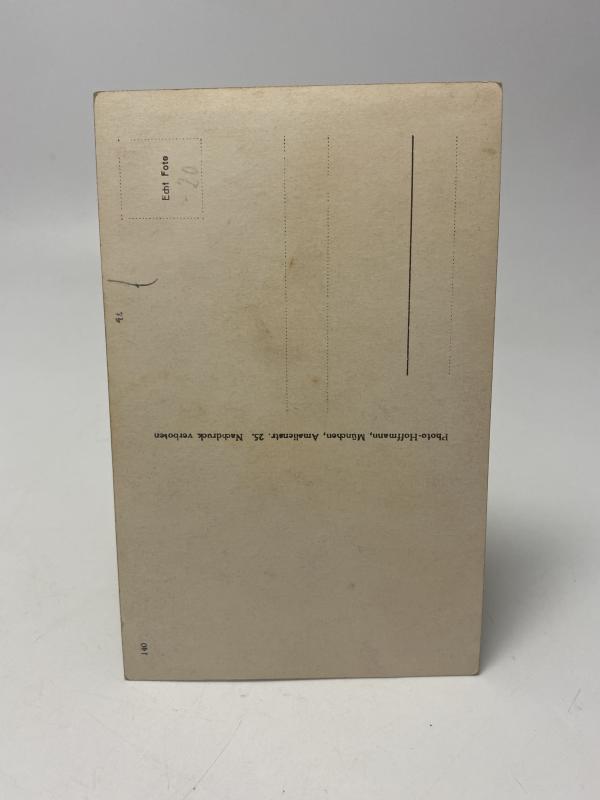 Echt Foto
- 20
Photo-Hoffmann, München, Amalienstr. 25. Nachdruck verboten
140